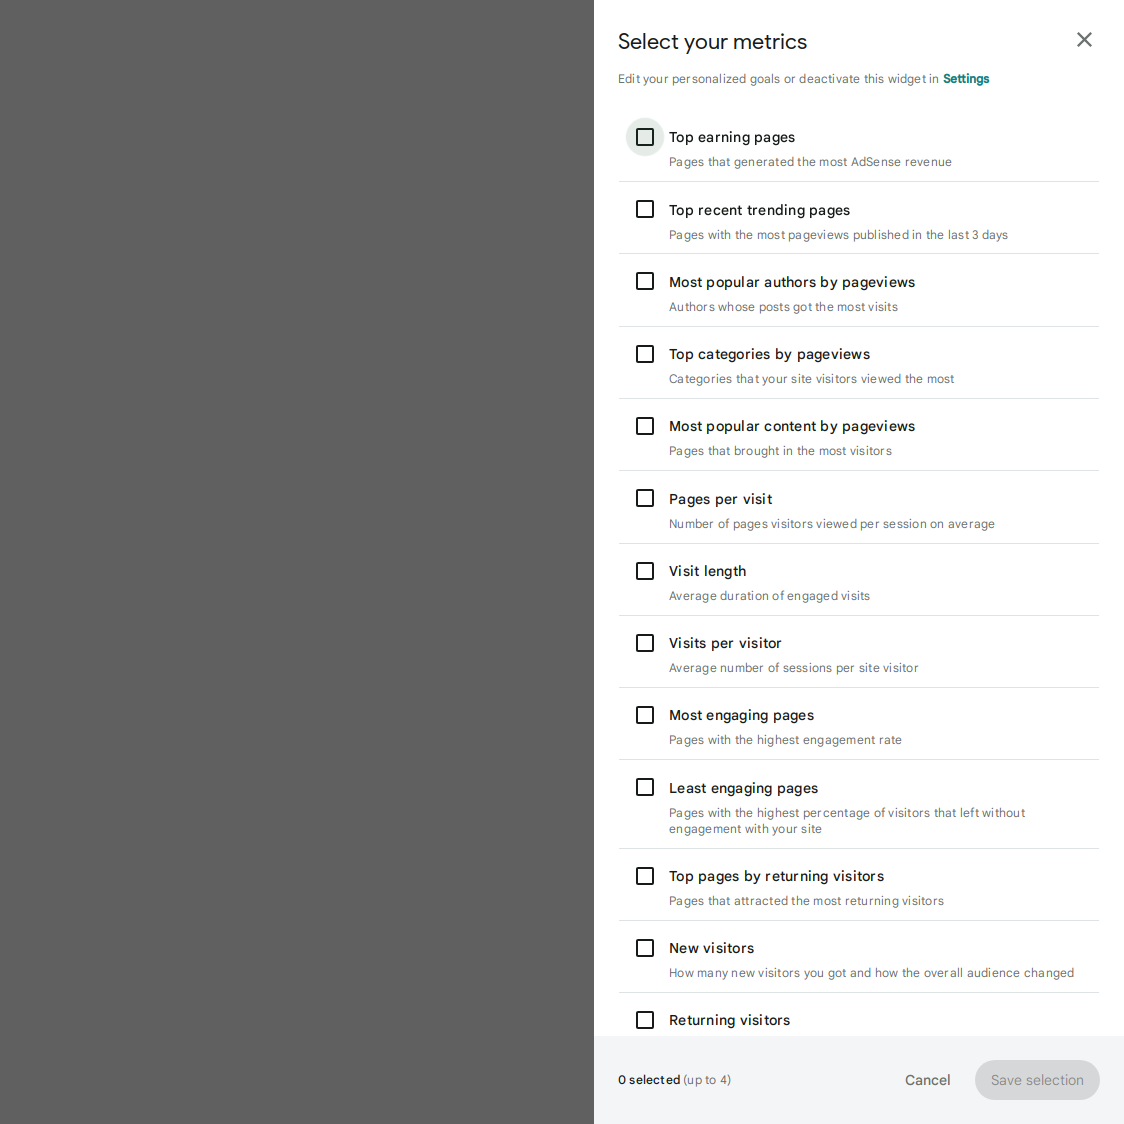 Select your metrics
Edit your personalized goals or deactivate this widget in Settings
Top earning pages
Pages that generated the most AdSense revenue
Top recent trending pages
Pages with the most pageviews published in the last 3 days
Most popular authors by pageviews
Authors whose posts got the most visits
Top categories by pageviews
Categories that your site visitors viewed the most
Most popular content by pageviews
Pages that brought in the most visitors
Pages per visit
Number of pages visitors viewed per session on average
Visit length
Average duration of engaged visits
Visits per visitor
Average number of sessions per site visitor
Most engaging pages
Pages with the highest engagement rate
Least engaging pages
Pages with the highest percentage of visitors that left without
engagement with your site
Top pages by returning visitors
Pages that attracted the most returning visitors
New visitors
How many new visitors you got and how the overall audience changed
Returning visitors
0 selected (up to 4)
Cancel
Save selection